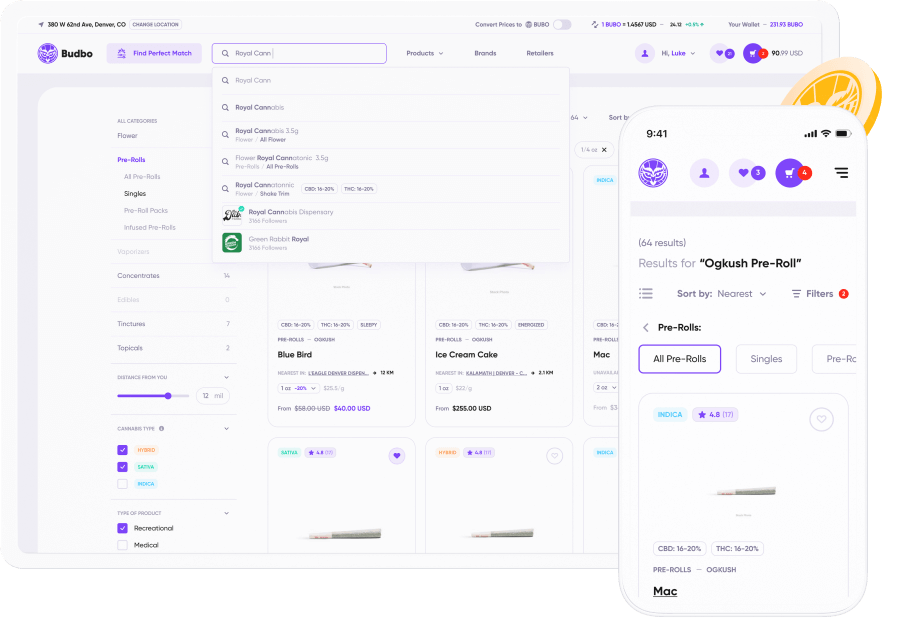 380 W 62nd Ave, Denver, CO CHANGE LOCATION
Convert Prices to BUBO
1 BUBO = 1.4567 USD — 24.12 +0.5%
Your Wallet — 231.93 BUBO
Budbo
Find Perfect Match
Royal Cann
Products
Brands
Retailers
Hi, Luke
21
2
90.99 USD
Royal Cann
Royal Cannabis
Royal Cannabis 3.5g
Flower / All Flower
Flower Royal Cannatonic 3.5g
Pre-Rolls / All Pre-Rolls
Royal Cannatonnic CBD: 16-20% THC: 16-20%
Flower / Shake Trim
Royal Cannabis Dispensary
3166 Followers
Green Rabbit Royal
3166 Followers
ALL CATEGORIES
Flower
Pre-Rolls
All Pre-Rolls
Singles
Pre-Roll Packs
Infused Pre-Rolls
Vaporizers
Concentrates 14
Edibles 0
Tinctures 7
Topicals 2
DISTANCE FROM YOU
12 mil
CANNABIS TYPE
HYBRID
SATIVA
INDICA
TYPE OF PRODUCT
Recreational
Medical
64
Sort by
1/4 oz
INDICA
CBD: 16-20% THC: 16-20% SLEEPY
PRE-ROLLS — OGKUSH
Blue Bird
NEAREST IN: L'EAGLE DENVER DISPEN... 12 KM
1 oz -20% $25.5/g
From $58.00 USD $40.00 USD
CBD: 16-20% THC: 16-20% ENERGIZED
PRE-ROLLS — OGKUSH
Ice Cream Cake
NEAREST IN: KALAMATH | DENVER - C... 2.1 KM
1 oz $22/g
From $255.00 USD
CBD: 16-
PRE-ROLLS
Mac
UNAVAILA
2 oz
From $3
SATIVA 4.8 (17)
HYBRID 4.8 (17)
INDICA
9:41
3
4
(64 results)
Results for “Ogkush Pre-Roll”
Sort by: Nearest
Filters 2
Pre-Rolls:
All Pre-Rolls
Singles
Pre-Ro
INDICA 4.8 (17)
CBD: 16-20% THC: 16-20%
PRE-ROLLS — OGKUSH
Mac